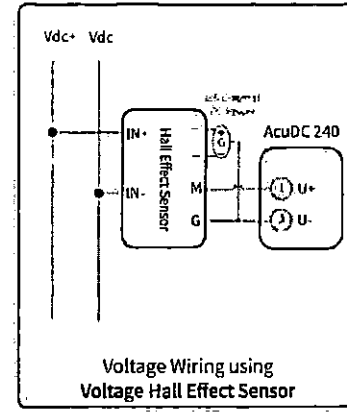 Vdc+ Vdc
IN+
Hall Effect Sensor
G
AcuDC 240
IN-
M
U+
G
U-
Voltage Wiring using
Voltage Hall Effect Sensor